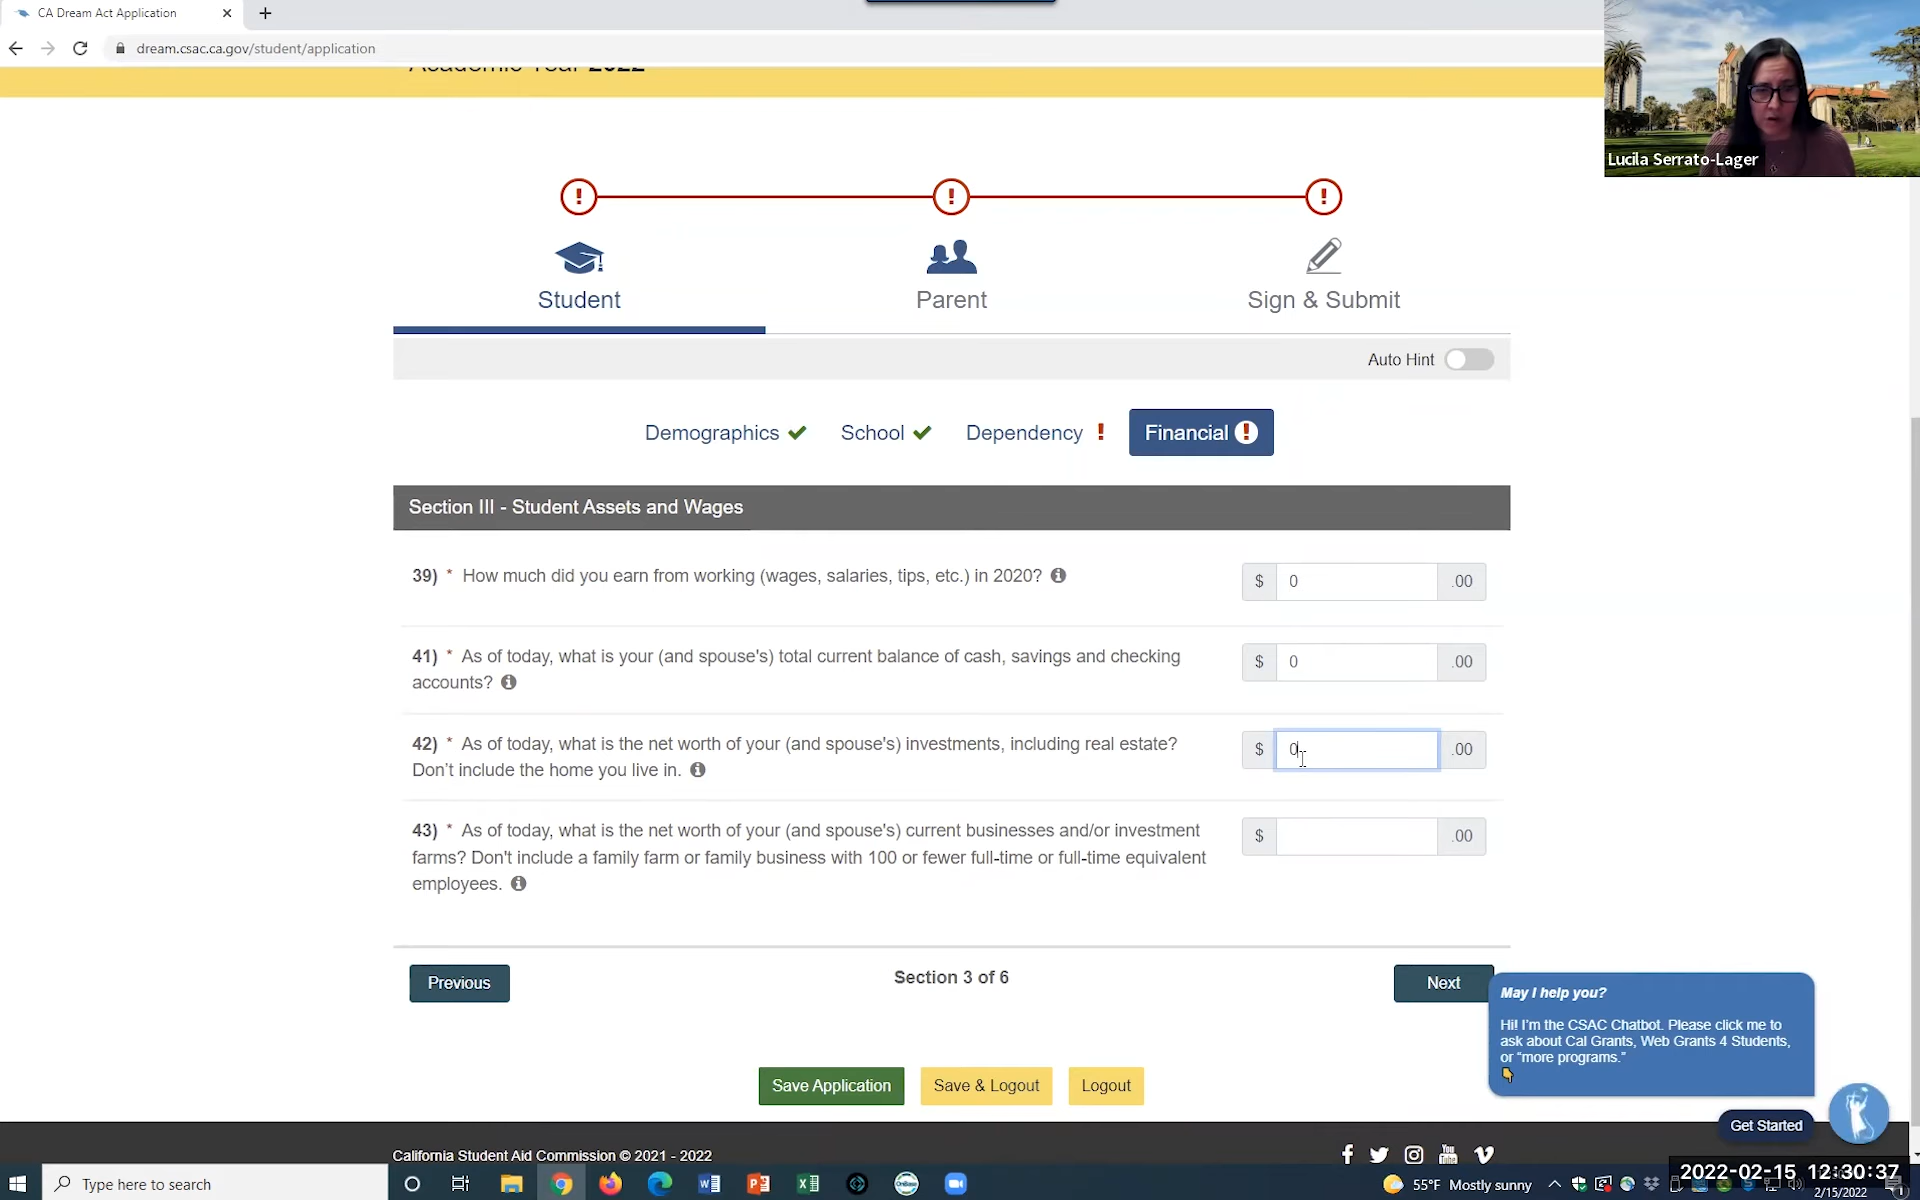 CA Dream Act Application
dream.csac.ca.gov/student/application
Academic Year 2022
Lucila Serrato-Lager
Student
Parent
Sign & Submit
Auto Hint
Demographics
School
Dependency !
Financial
Section III - Student Assets and Wages
39) * How much did you earn from working (wages, salaries, tips, etc.) in 2020?
$ 0 .00
41) * As of today, what is your (and spouse's) total current balance of cash, savings and checking
accounts?
$ 0 .00
42) * As of today, what is the net worth of your (and spouse's) investments, including real estate?
Don't include the home you live in.
$ 0 .00
43) * As of today, what is the net worth of your (and spouse's) current businesses and/or investment
farms? Don't include a family farm or family business with 100 or fewer full-time or full-time equivalent
employees.
$ .00
Previous
Section 3 of 6
Next
May I help you?
Hi! I'm the CSAC Chatbot. Please click me to
ask about Cal Grants, Web Grants 4 Students,
or "more programs."
Save Application
Save & Logout
Logout
Get Started
California Student Aid Commission © 2021 - 2022
Type here to search
55°F Mostly sunny
2022-02-15 12:30:37
2/15/2022